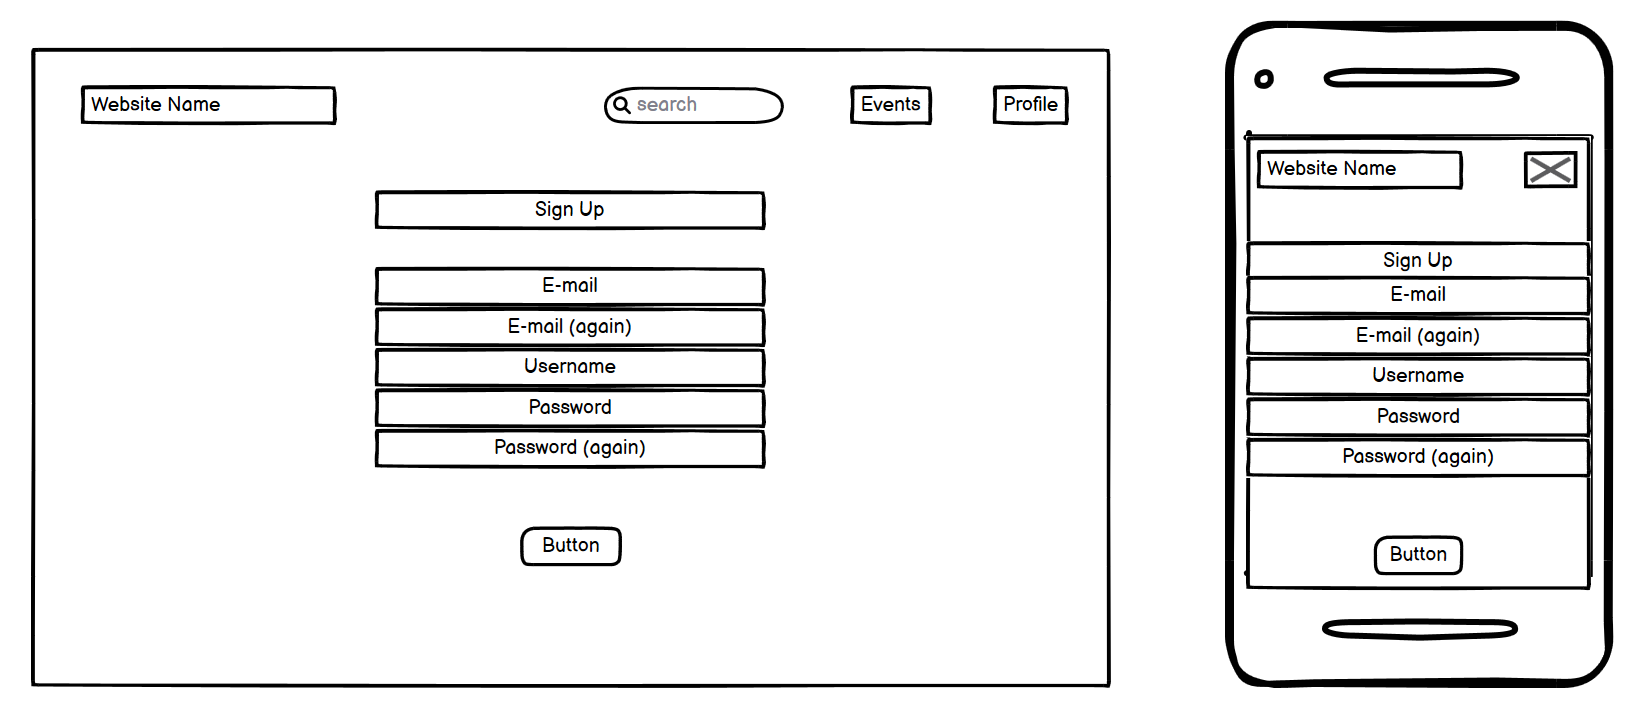 Website Name
search
Events
Profile
Sign Up
E-mail
E-mail (again)
Username
Password
Password (again)
Button
Website Name
Sign Up
E-mail
E-mail (again)
Username
Password
Password (again)
Button